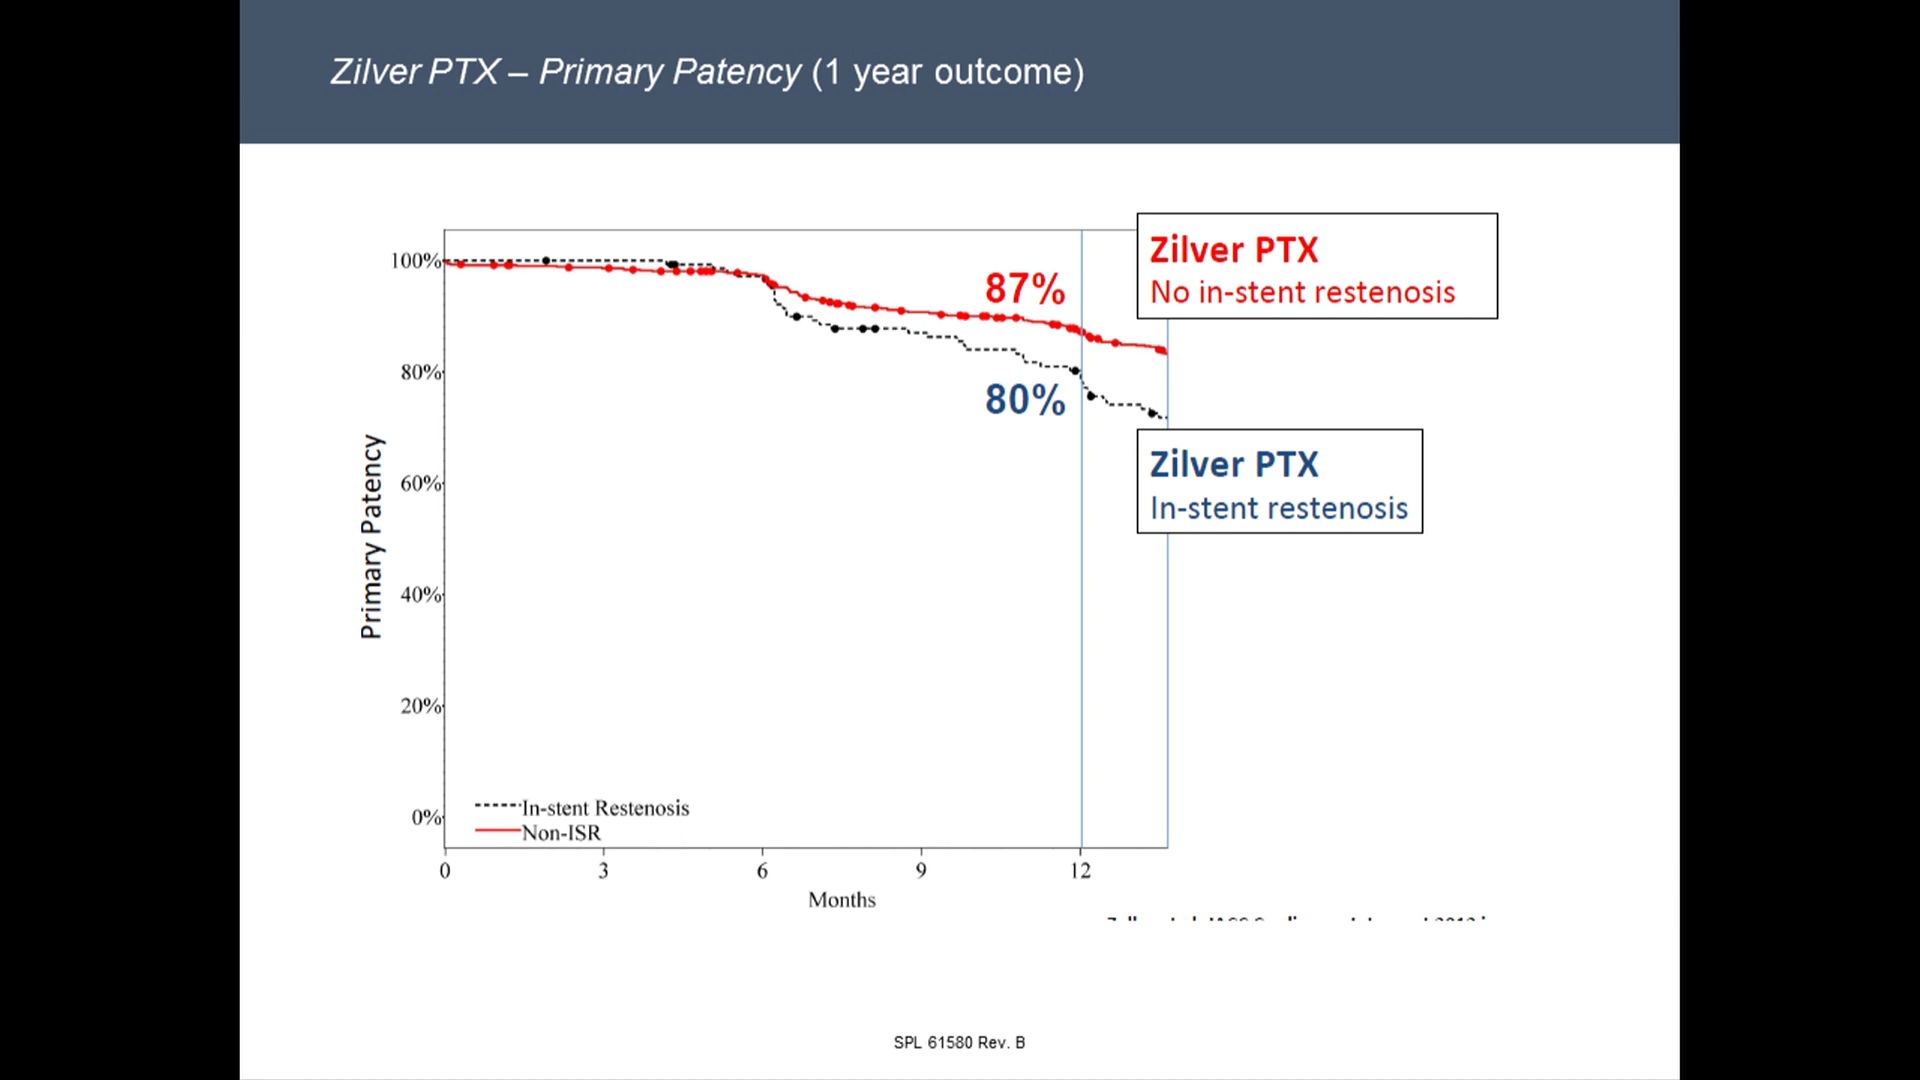 Zilver PTX – Primary Patency (1 year outcome)
Zilver PTX
No in-stent restenosis
87%
80%
Zilver PTX
In-stent restenosis
Primary Patency
100%
80%
60%
40%
20%
0%
In-stent Restenosis
Non-ISR
0 3 6 9 12
Months
SPL 61580 Rev. B